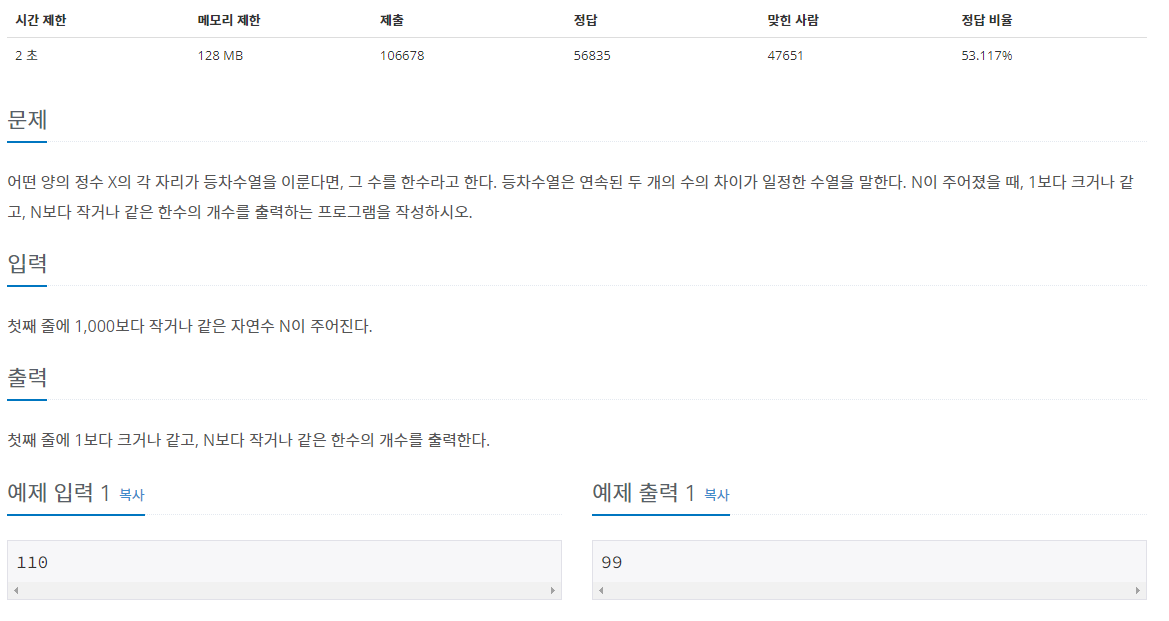 시간 제한 메모리 제한 제출 정답 맞힌 사람 정답 비율
2 초 128 MB 106678 56835 47651 53.117%
문제
어떤 양의 정수 X의 각 자리가 등차수열을 이룬다면, 그 수를 한수라고 한다. 등차수열은 연속된 두 개의 수의 차이가 일정한 수열을 말한다. N이 주어졌을 때, 1보다 크거나 같
고, N보다 작거나 같은 한수의 개수를 출력하는 프로그램을 작성하시오.
입력
첫째 줄에 1,000보다 작거나 같은 자연수 N이 주어진다.
출력
첫째 줄에 1보다 크거나 같고, N보다 작거나 같은 한수의 개수를 출력한다.
예제 입력 1 복사 예제 출력 1 복사
110 99